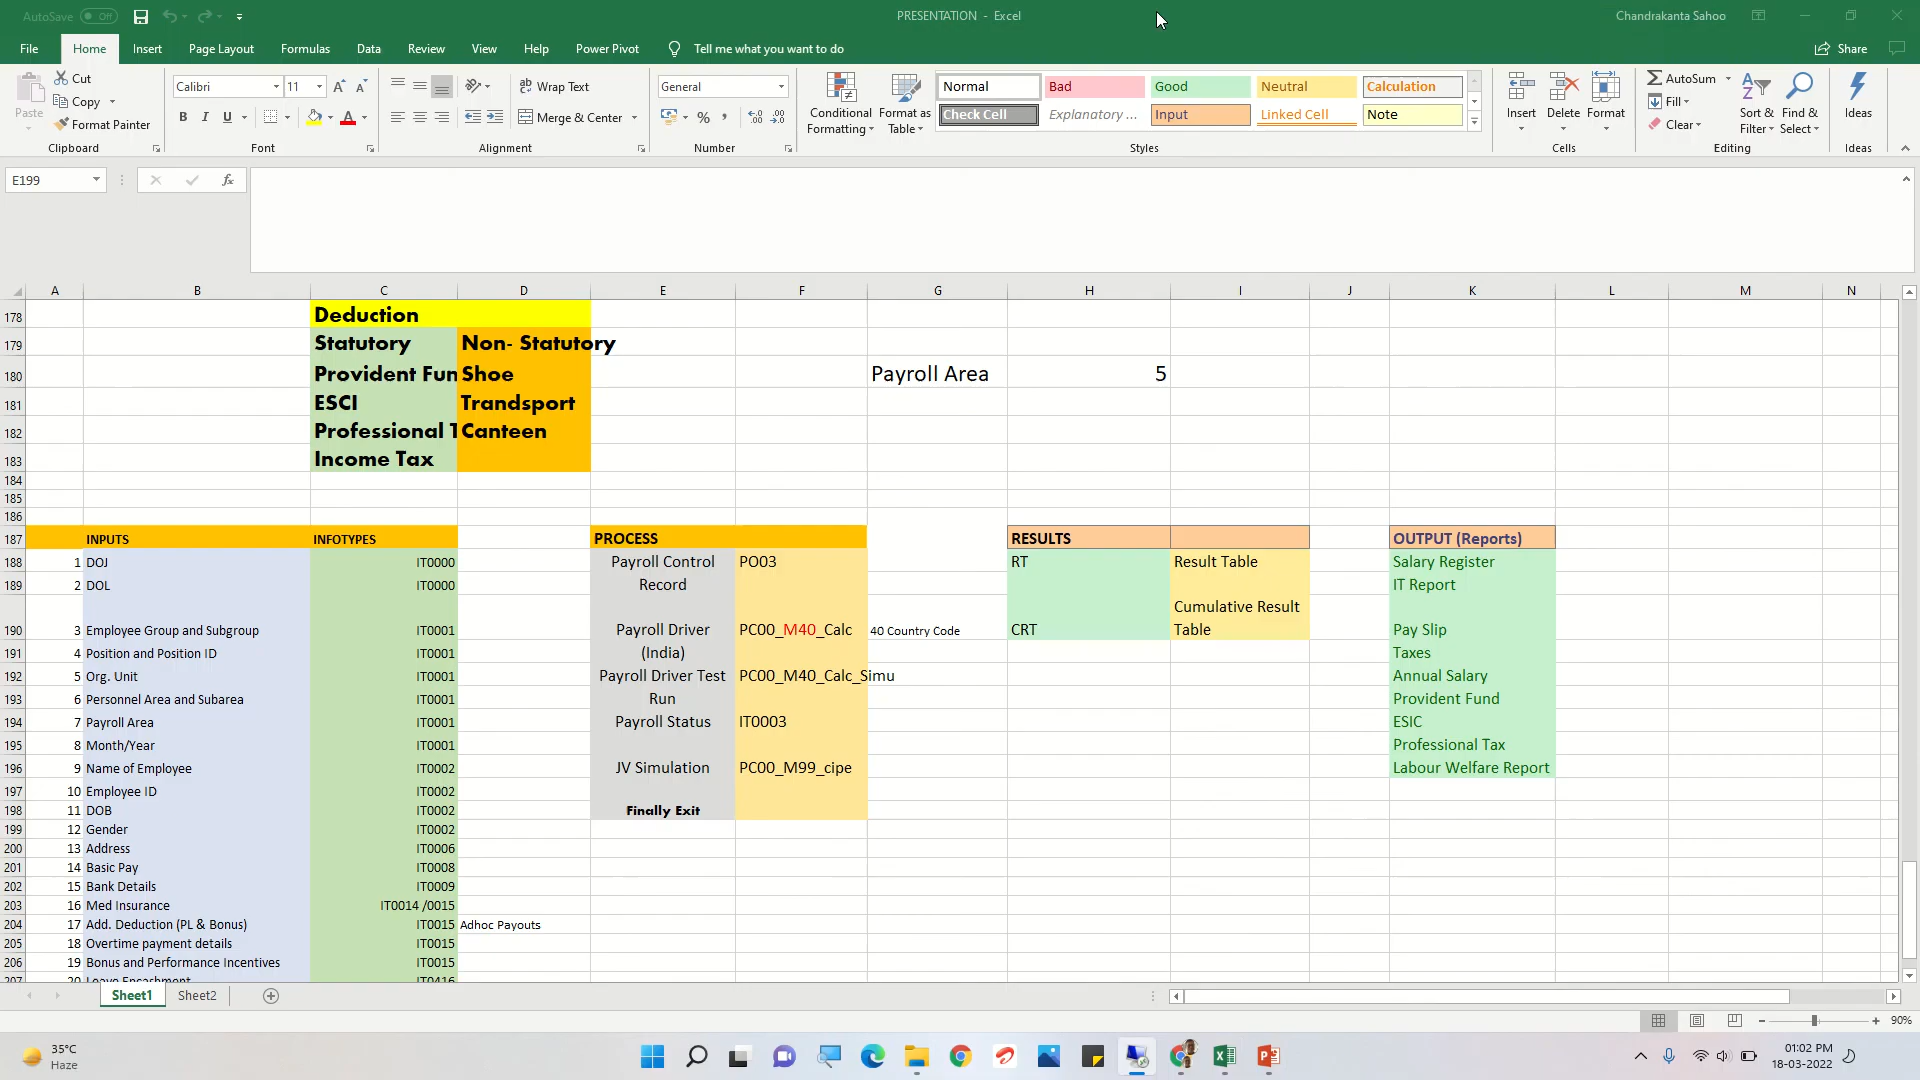 AutoSave Off
PRESENTATION - Excel
Chandrakanta Sahoo
File Home Insert Page Layout Formulas Data Review View Help Power Pivot Tell me what you want to do Share
Cut
Copy
Format Painter
Paste
Clipboard
Calibri 11
B I U
Font
Wrap Text
Merge & Center
Alignment
General
Number
Conditional Formatting
Format as Table
Normal Bad Good Neutral Calculation
Check Cell Explanatory ... Input Linked Cell Note
Styles
Insert Delete Format
Cells
AutoSum
Fill
Clear
Sort & Filter
Find & Select
Editing
Ideas
Ideas
E199
fx
A B C D E F G H I J K L M N
178 Deduction
179 Statutory Non- Statutory
180 Provident Fun Shoe Payroll Area 5
181 ESCI Trandsport
182 Professional T Canteen
183 Income Tax
184
185
186
187 INPUTS INFOTYPES PROCESS RESULTS OUTPUT (Reports)
188 1 DOJ IT0000 Payroll Control PO03 RT Result Table Salary Register
189 2 DOL IT0000 Record IT Report
Cumulative Result
190 3 Employee Group and Subgroup IT0001 Payroll Driver PC00_M40_Calc 40 Country Code CRT Table Pay Slip
191 4 Position and Position ID IT0001 (India) Taxes
192 5 Org. Unit IT0001 Payroll Driver Test PC00_M40_Calc_Simu Annual Salary
193 6 Personnel Area and Subarea IT0001 Run Provident Fund
194 7 Payroll Area IT0001 Payroll Status IT0003 ESIC
195 8 Month/Year IT0001 Professional Tax
196 9 Name of Employee IT0002 JV Simulation PC00_M99_cipe Labour Welfare Report
197 10 Employee ID IT0002
198 11 DOB IT0002 Finally Exit
199 12 Gender IT0002
200 13 Address IT0006
201 14 Basic Pay IT0008
202 15 Bank Details IT0009
203 16 Med Insurance IT0014 /0015
204 17 Add. Deduction (PL & Bonus) IT0015 Adhoc Payouts
205 18 Overtime payment details IT0015
206 19 Bonus and Performance Incentives IT0015
207 20 Leave Encashment IT0416
Sheet1 Sheet2
90%
35°C
Haze
01:02 PM
18-03-2022